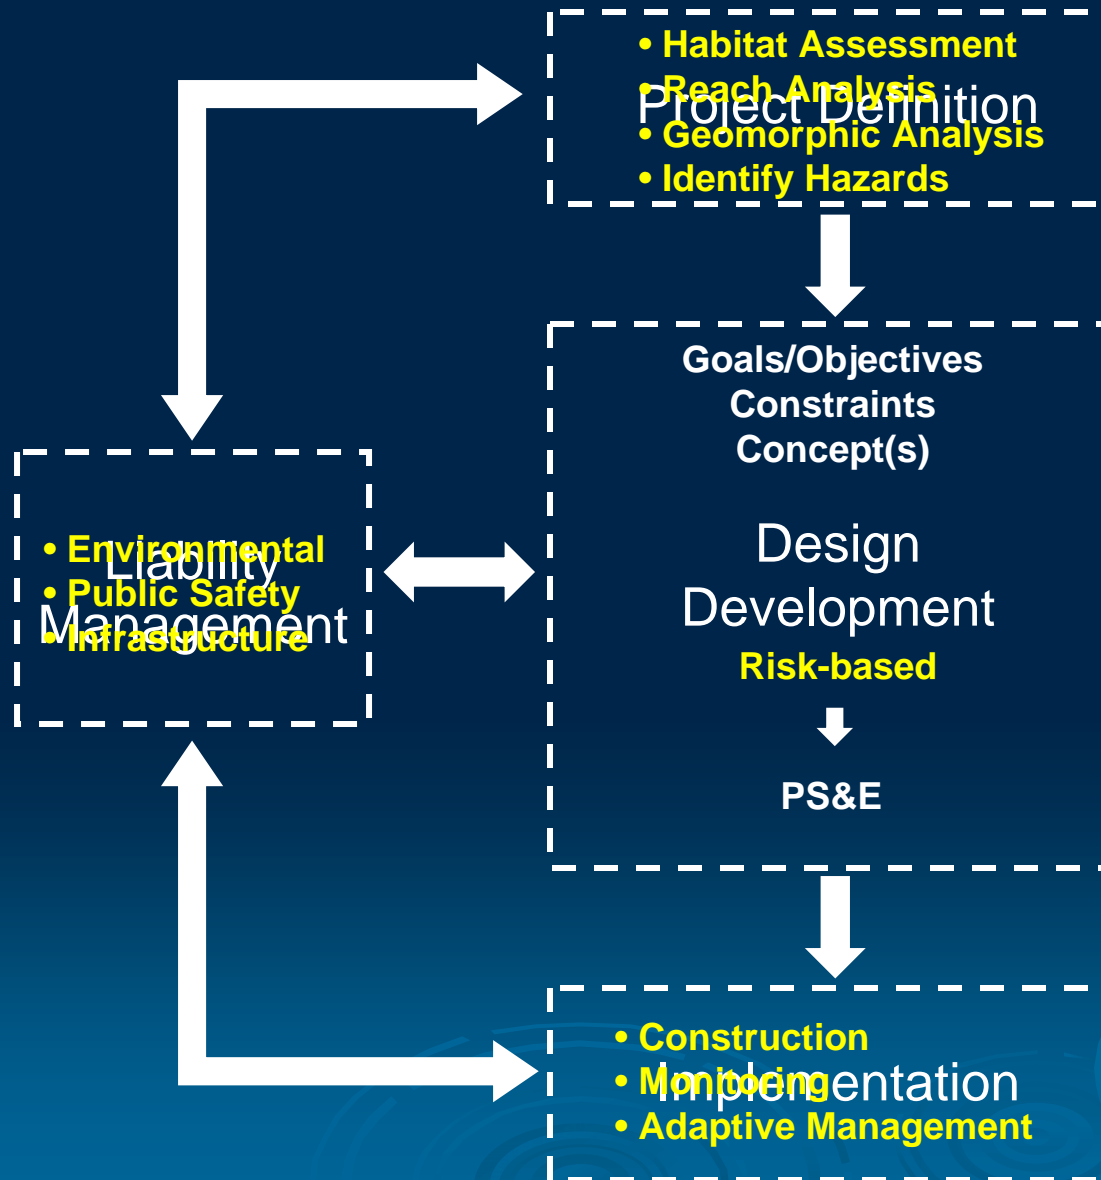 • Habitat Assessment
• Reach Analysis
Project Definition
• Geomorphic Analysis
• Identify Hazards
Goals/Objectives
Constraints
Concept(s)
Design
Development
Risk-based
PS&E
• Environmental
Liability
• Public Safety
Management
• Infrastructure
• Construction
• Monitoring
Implementation
• Adaptive Management